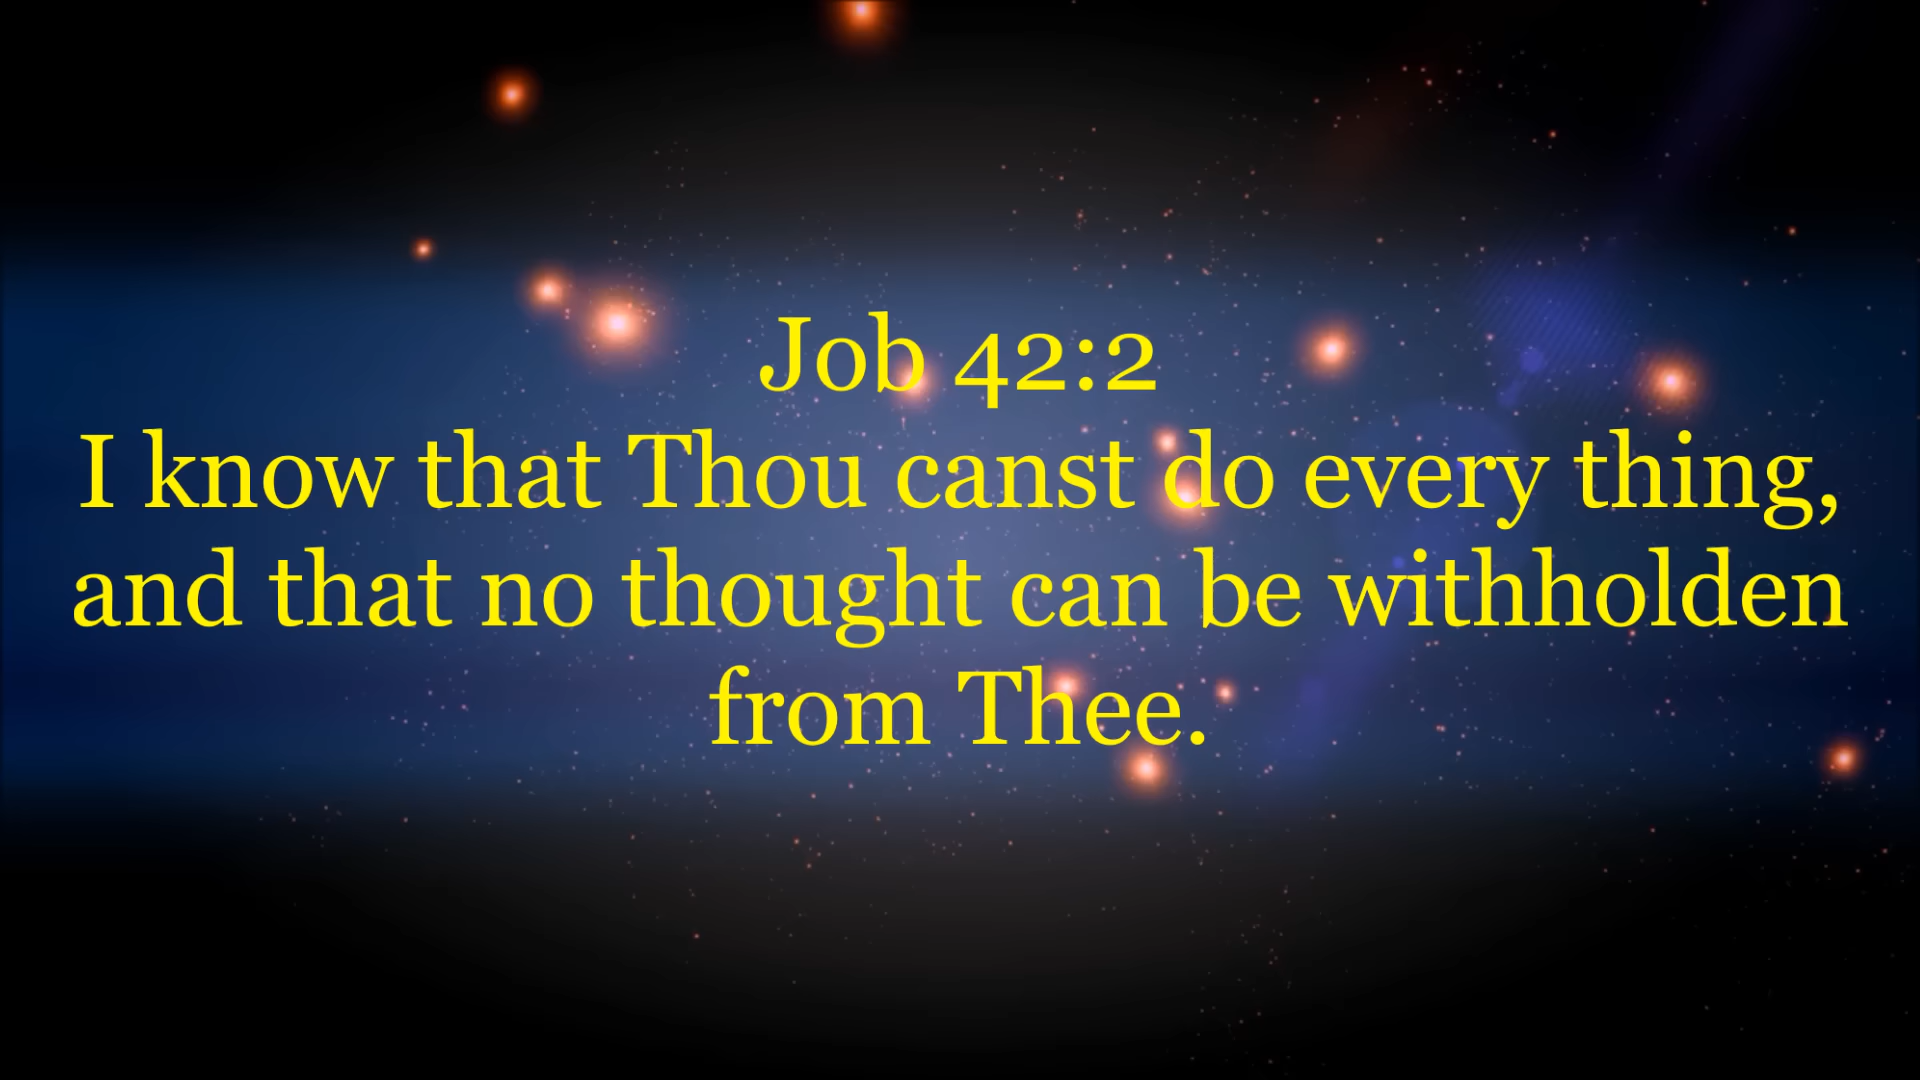 Job 42:2
I know that Thou canst do every thing,
and that no thought can be withholden
from Thee.